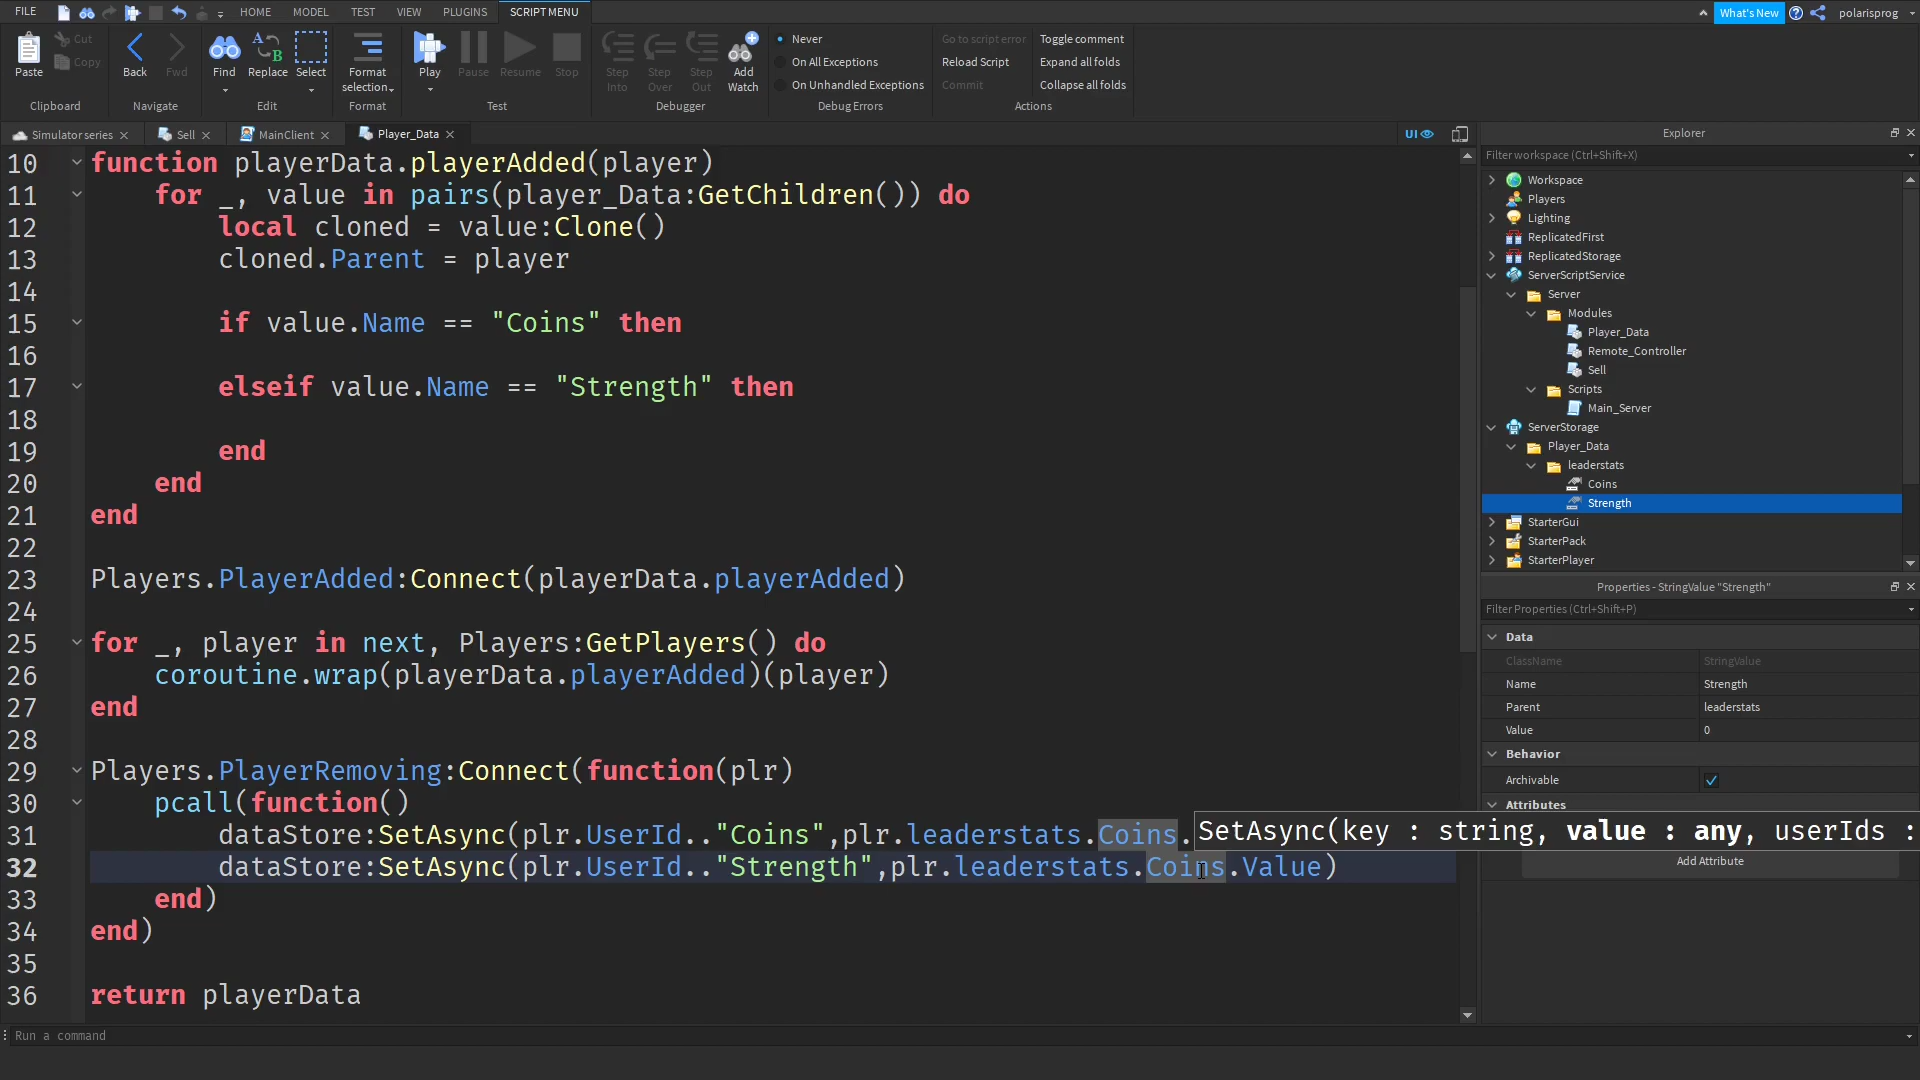 FILE HOME MODEL TEST VIEW PLUGINS SCRIPT MENU What's New polarisprog
Paste Cut Copy Clipboard
Back Fwd Navigate
Find Replace Select Edit
Format selection Format
Play Pause Resume Stop Test
Step Into Step Over Step Out Add Watch Debugger
Never
On All Exceptions
On Unhandled Exceptions
Debug Errors
Go to script error Toggle comment
Reload Script Expand all folds
Commit Collapse all folds
Actions
Simulator series Sell MainClient Player_Data UI
10 function playerData.playerAdded(player)
11 for _, value in pairs(player_Data:GetChildren()) do
12 local cloned = value:Clone()
13 cloned.Parent = player
14
15 if value.Name == "Coins" then
16
17 elseif value.Name == "Strength" then
18
19 end
20 end
21 end
22
23 Players.PlayerAdded:Connect(playerData.playerAdded)
24
25 for _, player in next, Players:GetPlayers() do
26 coroutine.wrap(playerData.playerAdded)(player)
27 end
28
29 Players.PlayerRemoving:Connect(function(plr)
30 pcall(function()
31 dataStore:SetAsync(plr.UserId.."Coins",plr.leaderstats.Coins. SetAsync(key : string, value : any, userIds :
32 dataStore:SetAsync(plr.UserId.."Strength",plr.leaderstats.Coins.Value)
33 end)
34 end)
35
36 return playerData
Run a command
Explorer
Filter workspace (Ctrl+Shift+X)
Workspace
Players
Lighting
ReplicatedFirst
ReplicatedStorage
ServerScriptService
Server
Modules
Player_Data
Remote_Controller
Sell
Scripts
Main_Server
ServerStorage
Player_Data
leaderstats
Coins
Strength
StarterGui
StarterPack
StarterPlayer
Properties - StringValue "Strength"
Filter Properties (Ctrl+Shift+P)
Data
ClassName StringValue
Name Strength
Parent leaderstats
Value 0
Behavior
Archivable
Attributes
Add Attribute